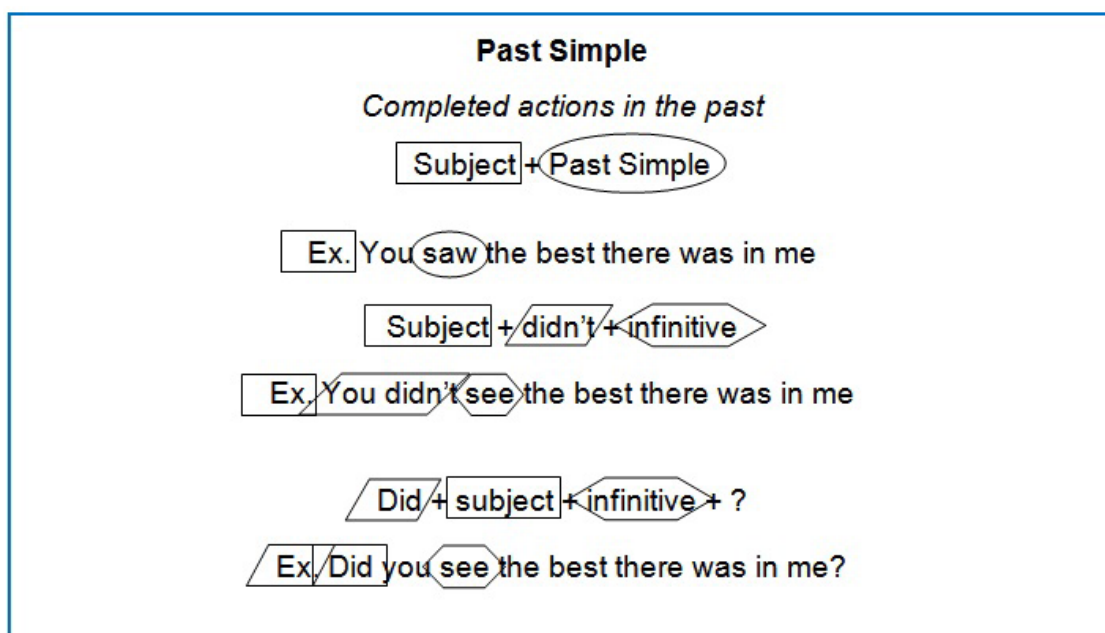 Past Simple
Completed actions in the past
Subject + Past Simple
Ex. You saw the best there was in me
Subject + didn't + infinitive
Ex. You didn't see the best there was in me
Did + subject + infinitive + ?
Ex. Did you see the best there was in me?